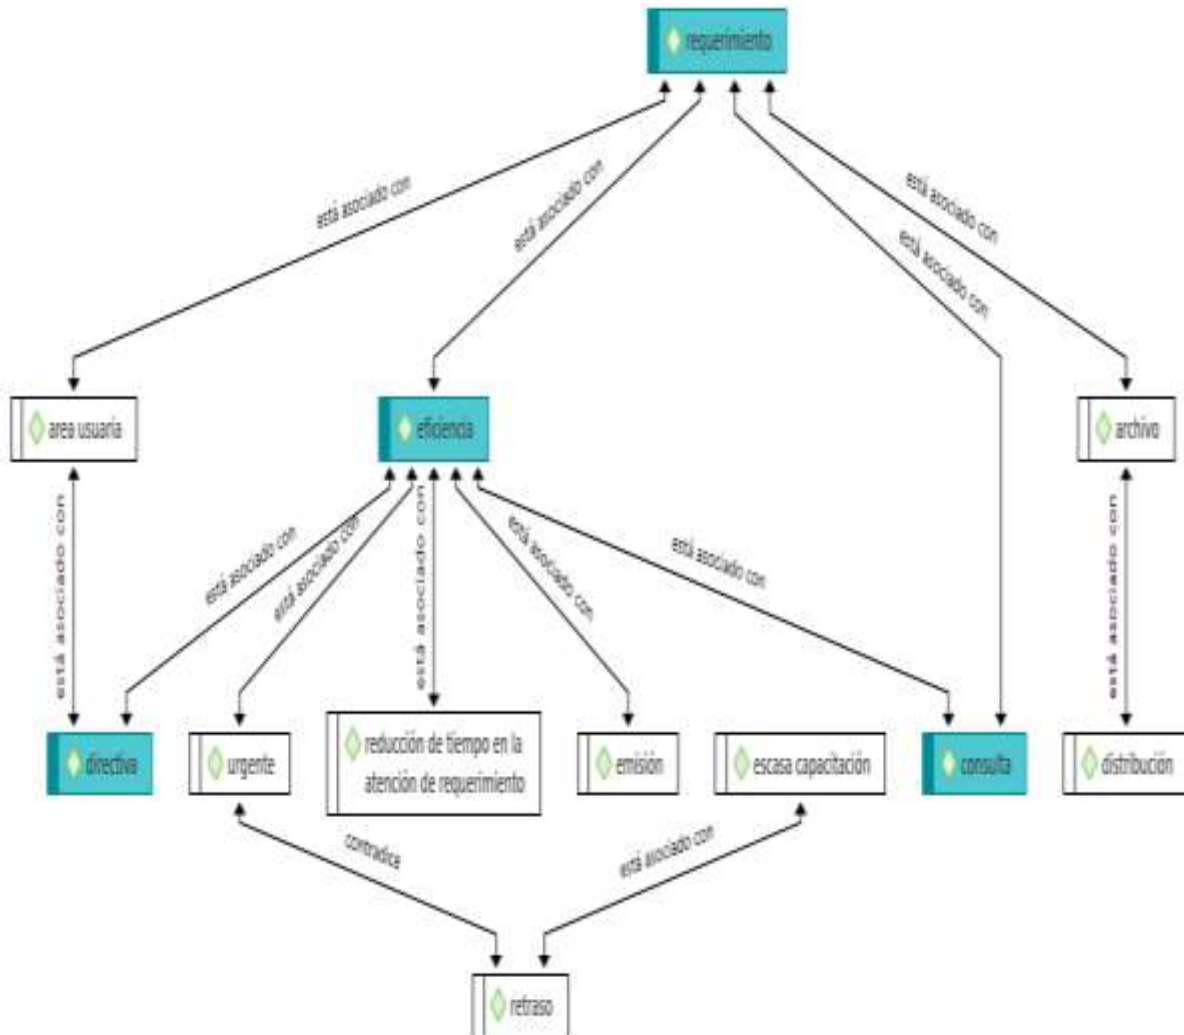 requerimiento
está asociado con
está asociado con
está asociado con
está asociado con
area usuaria
eficiencia
archivo
está asociado con
está asociado con
está asociado con
está asociado con
está asociado con
está asociado con
está asociado con
directiva
urgente
reducción de tiempo en la
atención de requerimiento
emisión
escasa capacitación
consulta
distribución
contradice
está asociado con
retraso